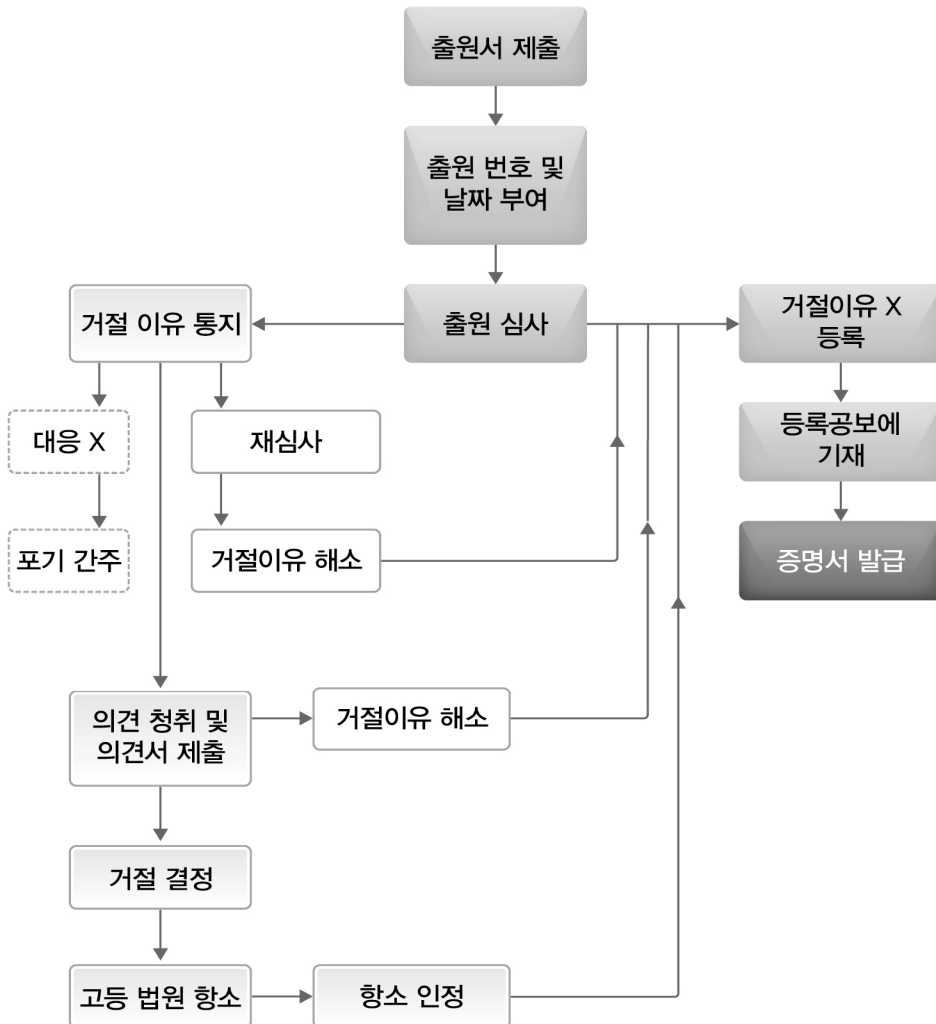 출원서 제출
출원 번호 및
날짜 부여
거절 이유 통지
출원 심사
거절이유 X
등록
대응 X
재심사
등록공보에
기재
포기 간주
거절이유 해소
증명서 발급
의견 청취 및
의견서 제출
거절이유 해소
거절 결정
고등 법원 항소
항소 인정